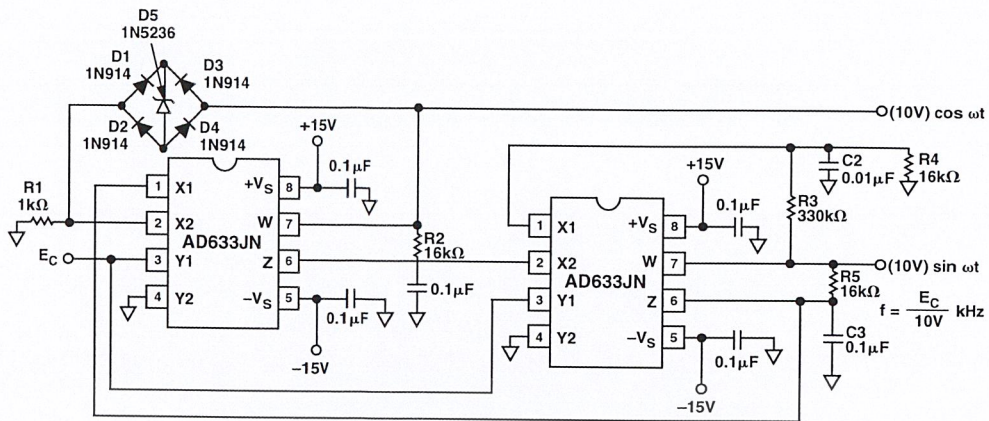 D5
1N5236
D1
1N914
D3
1N914
D2
1N914
D4
1N914
+15V
0.1µF
(10V) cos ωt
R1
1kΩ
1 X1
2 X2
3 Y1
4 Y2
+VS 8
W 7
Z 6
–VS 5
AD633JN
EC
R2
16kΩ
0.1µF
0.1µF
–15V
+15V
0.1µF
C2
0.01µF
R4
16kΩ
R3
330kΩ
1 X1
2 X2
3 Y1
4 Y2
+VS 8
W 7
Z 6
–VS 5
AD633JN
(10V) sin ωt
R5
16kΩ
f = EC
10V kHz
C3
0.1µF
0.1µF
–15V